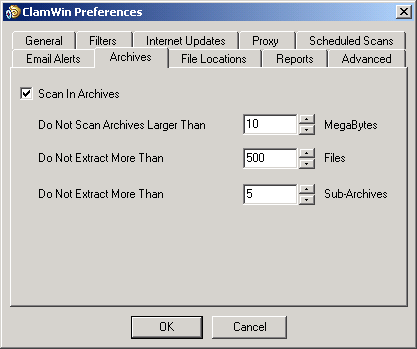 ClamWin Preferences
General Filters Internet Updates Proxy Scheduled Scans
Email Alerts Archives File Locations Reports Advanced
Scan In Archives
Do Not Scan Archives Larger Than 10 MegaBytes
Do Not Extract More Than 500 Files
Do Not Extract More Than 5 Sub-Archives
OK Cancel